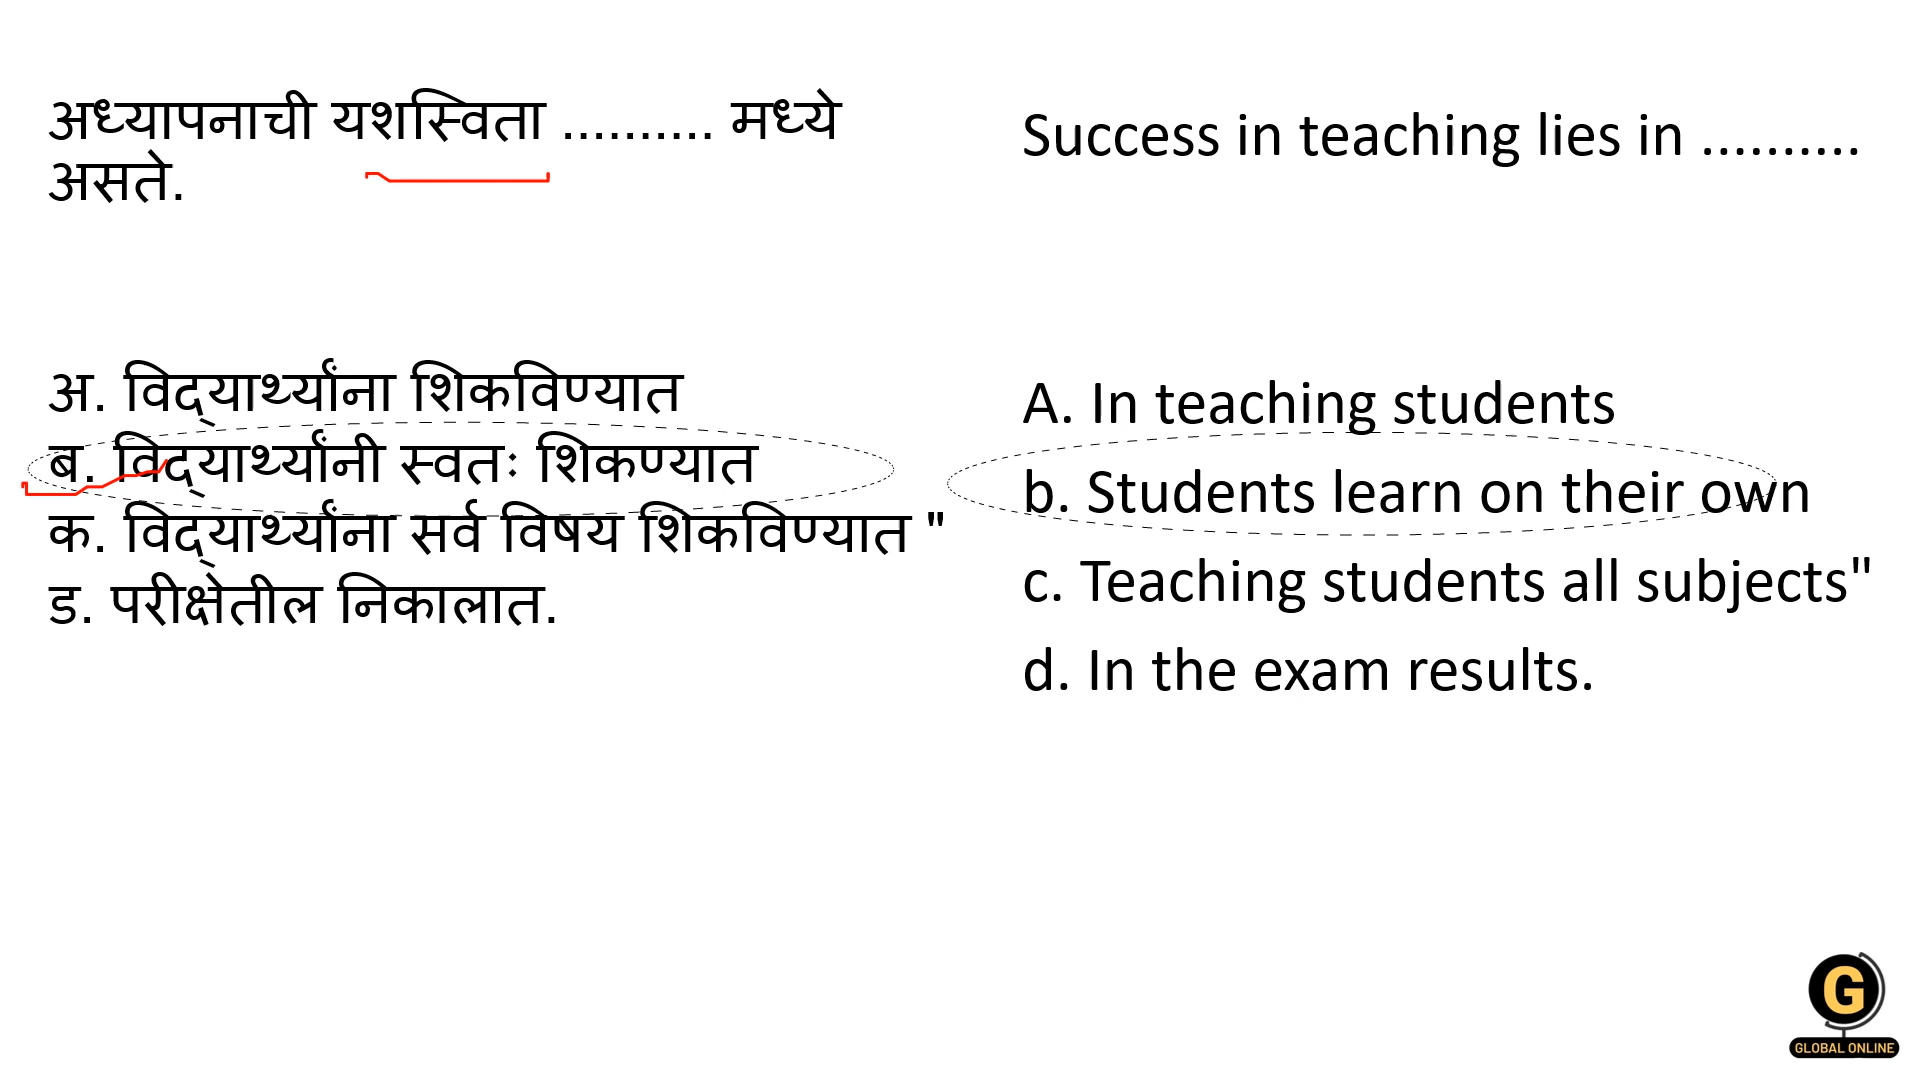 अध्यापनाची यशस्विता .......... मध्ये
असते.
अ. विद्यार्थ्यांना शिकविण्यात
ब. विद्यार्थ्यांनी स्वतः शिकण्यात
क. विद्यार्थ्यांना सर्व विषय शिकविण्यात "
ड. परीक्षेतील निकालात.
Success in teaching lies in ..........
A. In teaching students
b. Students learn on their own
c. Teaching students all subjects"
d. In the exam results.
G
GLOBAL ONLINE